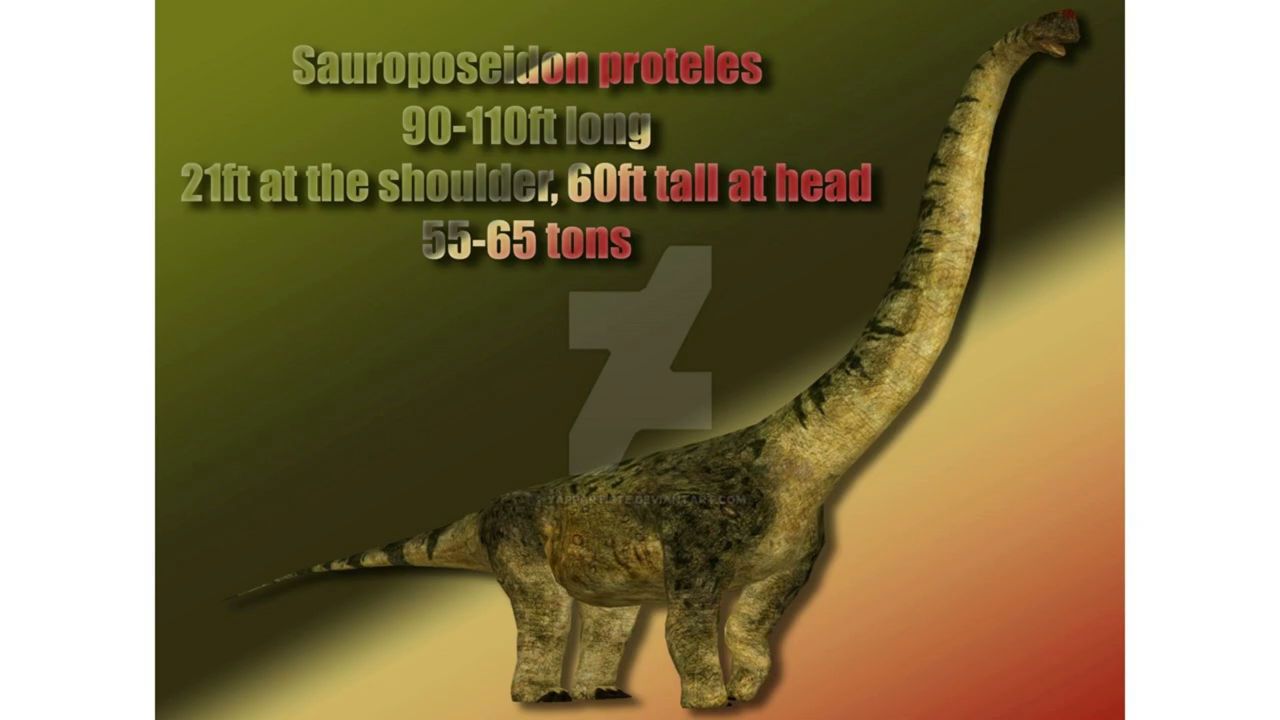 Sauroposeidon proteles
90-110ft long
21ft at the shoulder, 60ft tall at head
55-65 tons